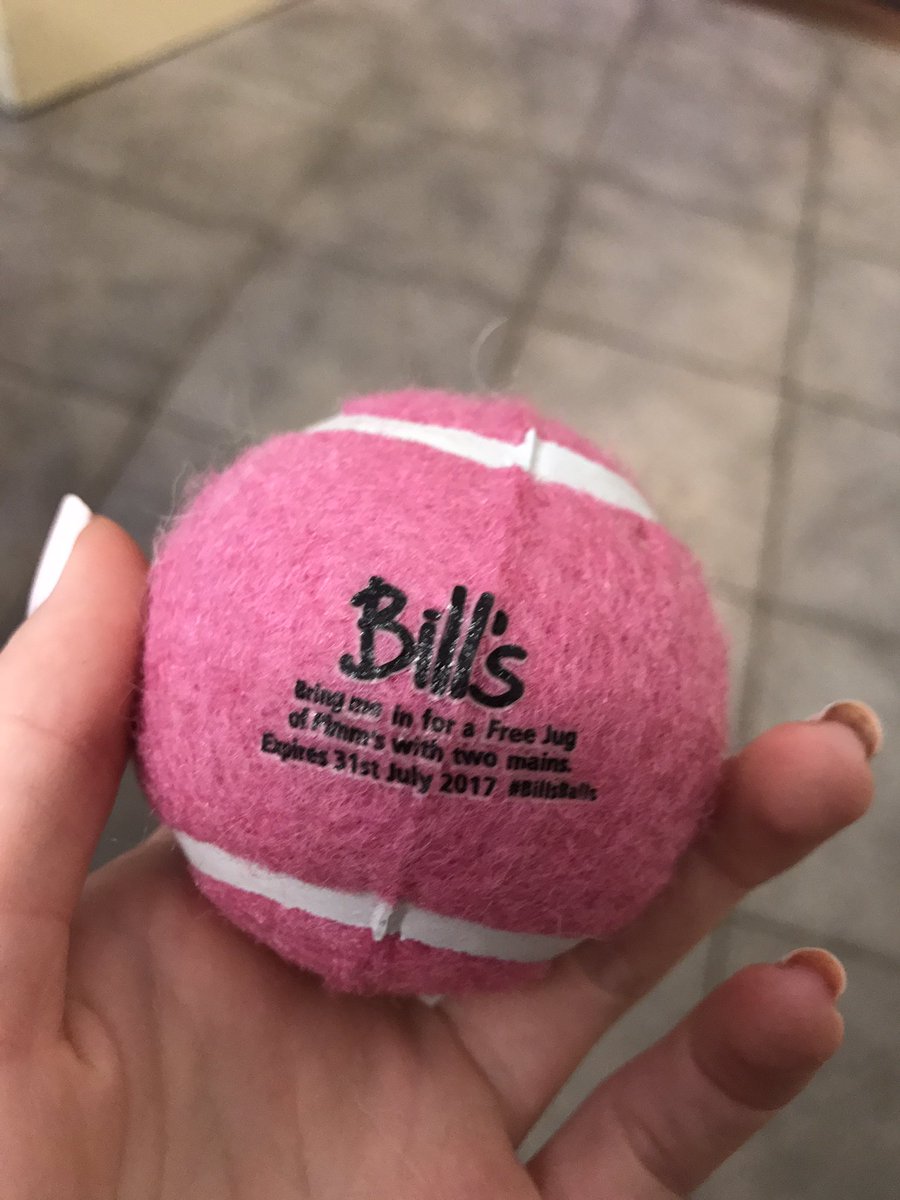 Bill's
Bring me in for a Free Jug
of Pimm's with two mains.
Expires 31st July 2017 #BillsBalls